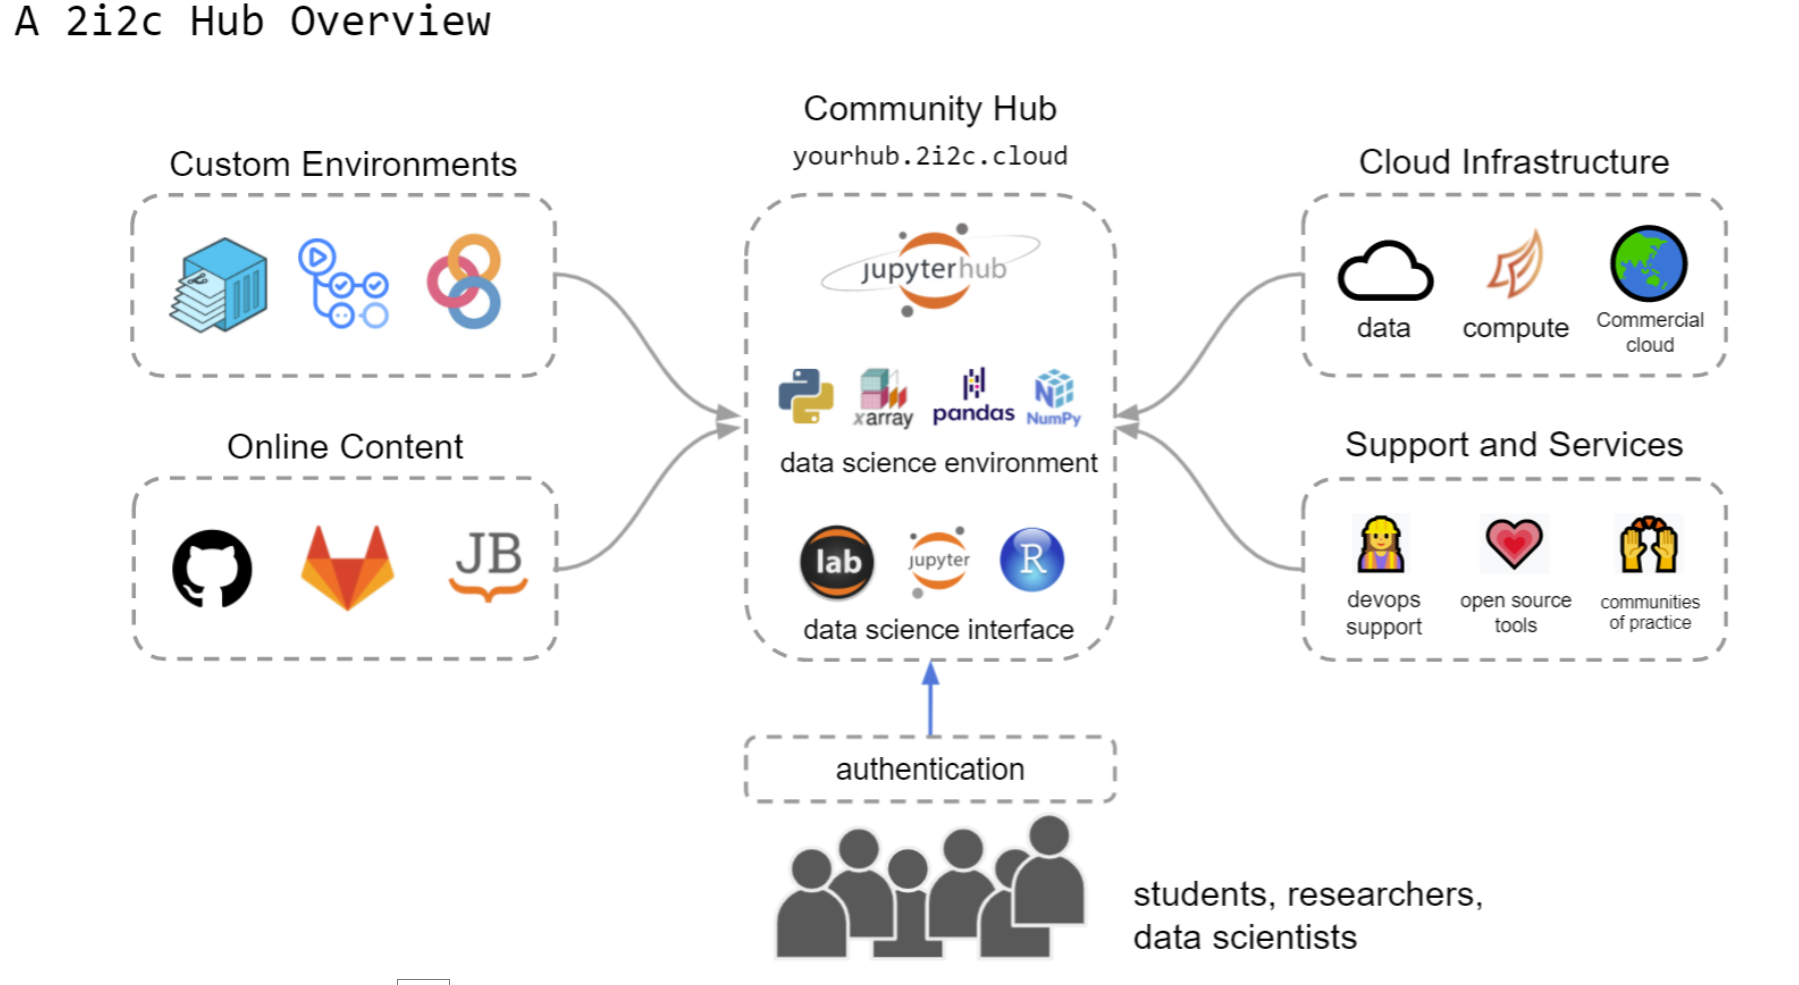 A 2i2c Hub Overview
Community Hub
yourhub.2i2c.cloud
Custom Environments
Cloud Infrastructure
jupyterhub
data
compute
Commercial
cloud
xarray
pandas
NumPy
data science environment
Online Content
Support and Services
JB
lab
jupyter
R
data science interface
devops
support
open source
tools
communities
of practice
authentication
students, researchers,
data scientists